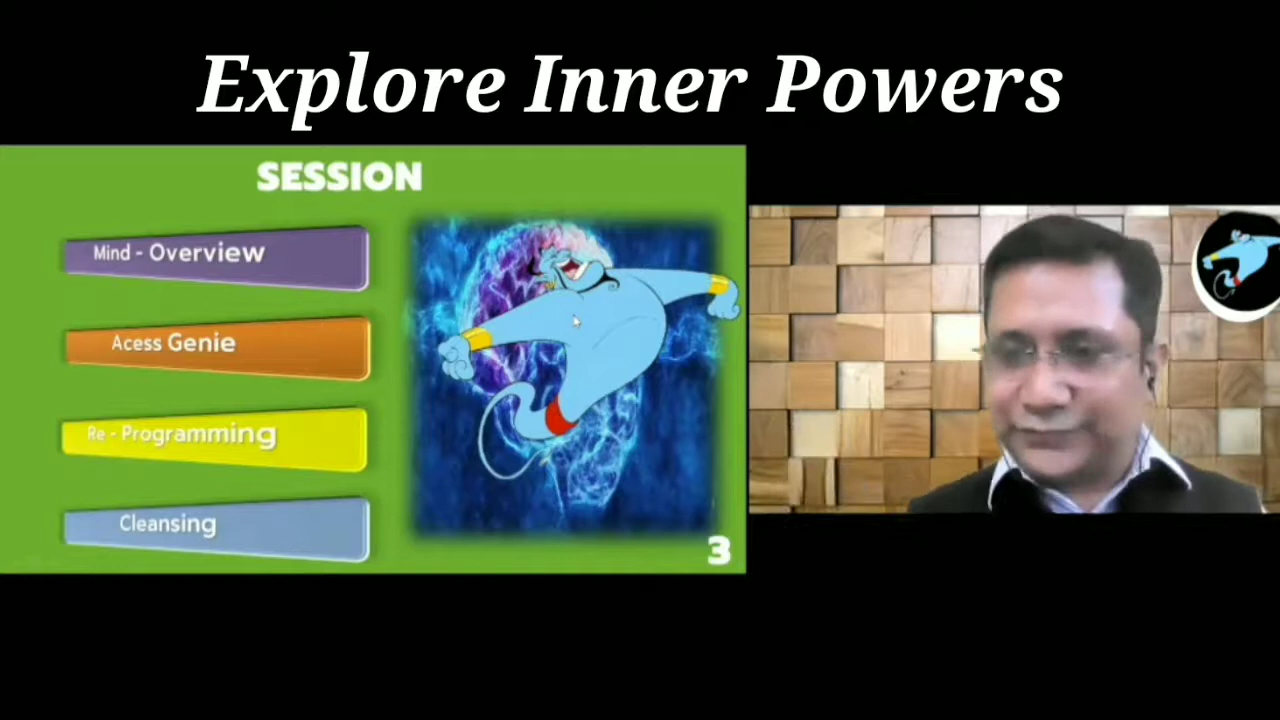 Explore Inner Powers
SESSION
Mind - Overview
Acess Genie
Re - Programming
Cleansing
3